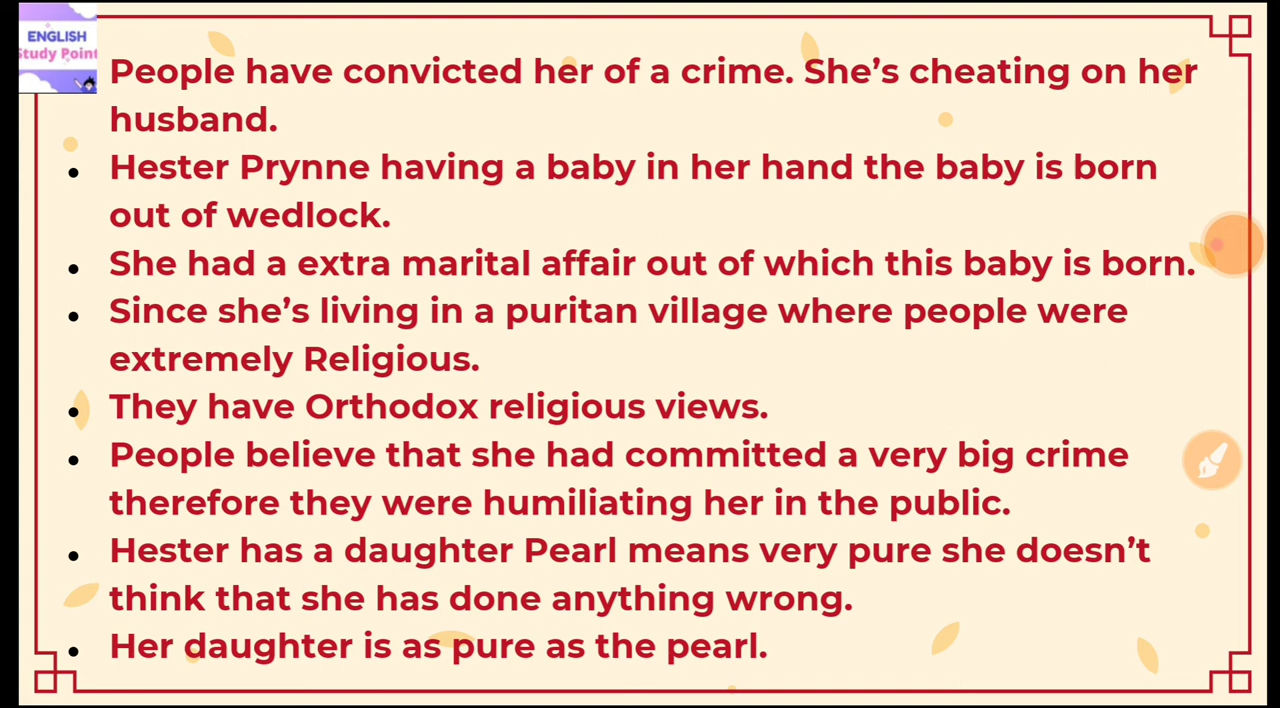 ENGLISH
Study Point
People have convicted her of a crime. She's cheating on her
husband.
Hester Prynne having a baby in her hand the baby is born
out of wedlock.
She had a extra marital affair out of which this baby is born.
Since she's living in a puritan village where people were
extremely Religious.
They have Orthodox religious views.
People believe that she had committed a very big crime
therefore they were humiliating her in the public.
Hester has a daughter Pearl means very pure she doesn't
think that she has done anything wrong.
Her daughter is as pure as the pearl.